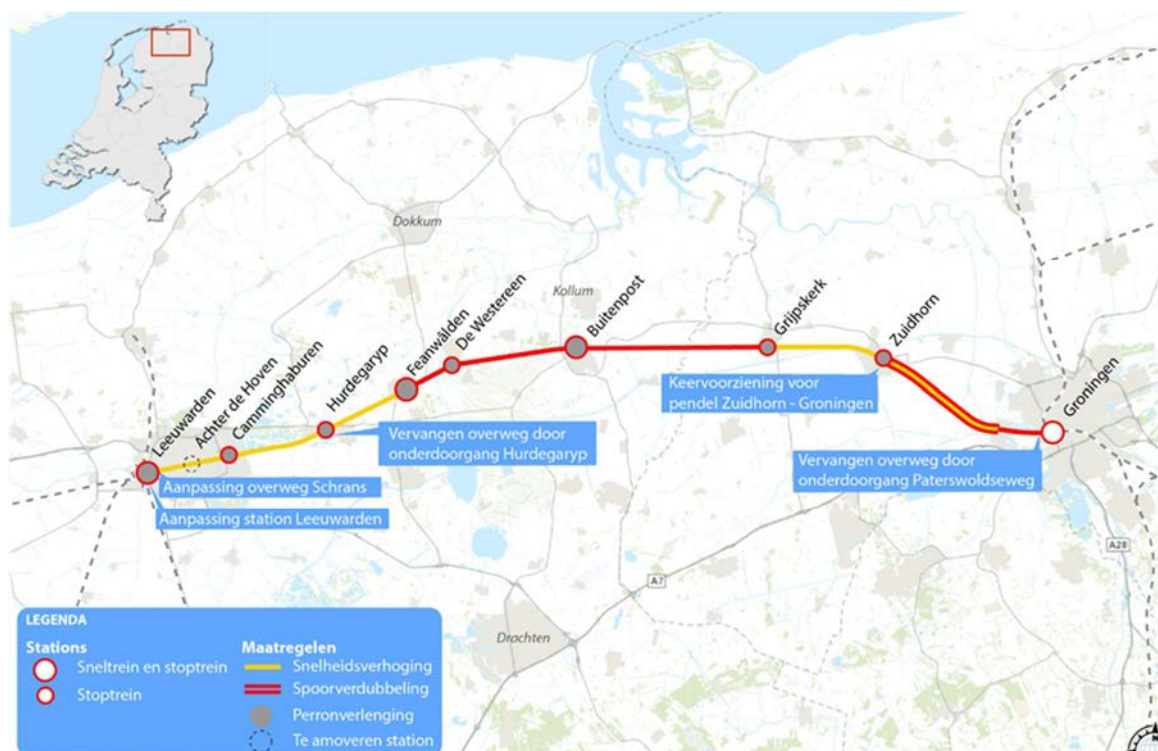 Dokkum
Kollum
Leeuwarden
Achter de Hoven
Camminghaburen
Hurdegaryp
Feanwâlden
De Westereen
Buitenpost
Grijpskerk
Zuidhorn
Groningen
Keervoorziening voor
pendel Zuidhorn - Groningen
Vervangen overweg door
onderdoorgang Hurdegaryp
Vervangen overweg door
onderdoorgang Paterswoldseweg
Aanpassing overweg Schrans
Aanpassing station Leeuwarden
A28
A7
Drachten
LEGENDA
Stations
Sneltrein en stoptrein
Stoptrein
Maatregelen
Snelheidsverhoging
Spoorverdubbeling
Perronverlenging
Te amoveren station